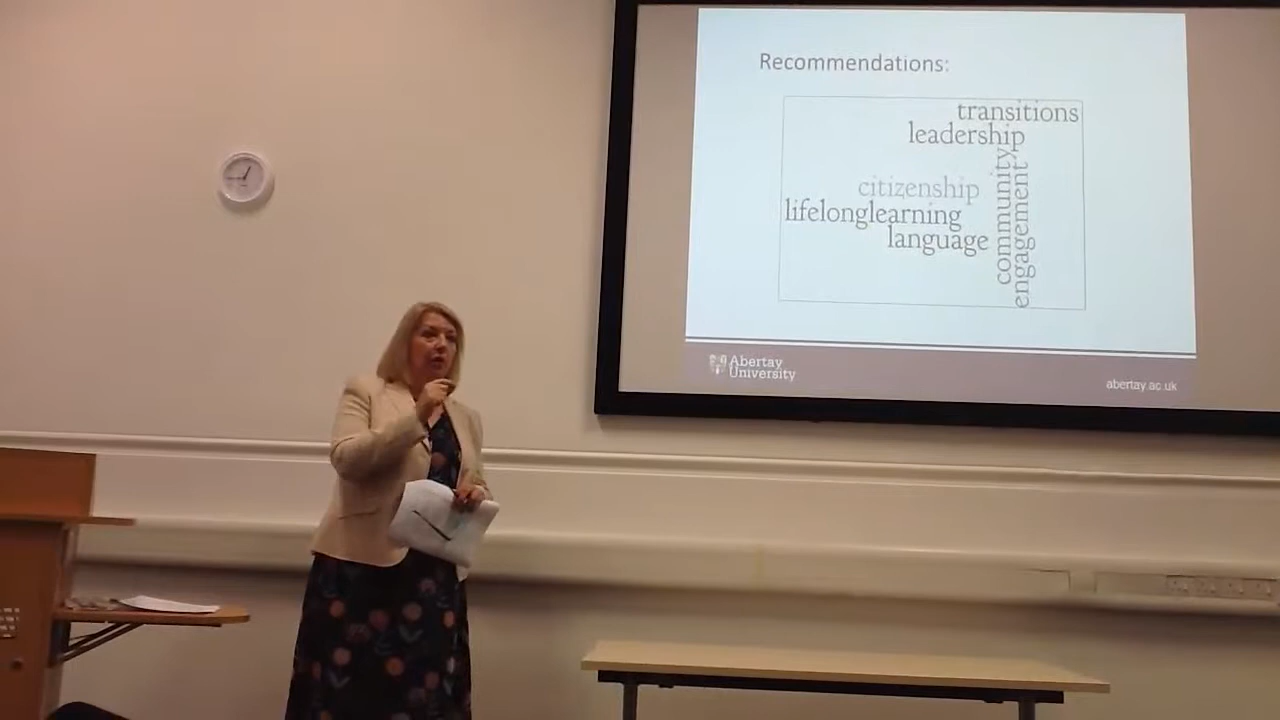 Recommendations:
transitions
leadership
community
engagement
citizenship
lifelonglearning
language
Abertay
University
abertay.ac.uk